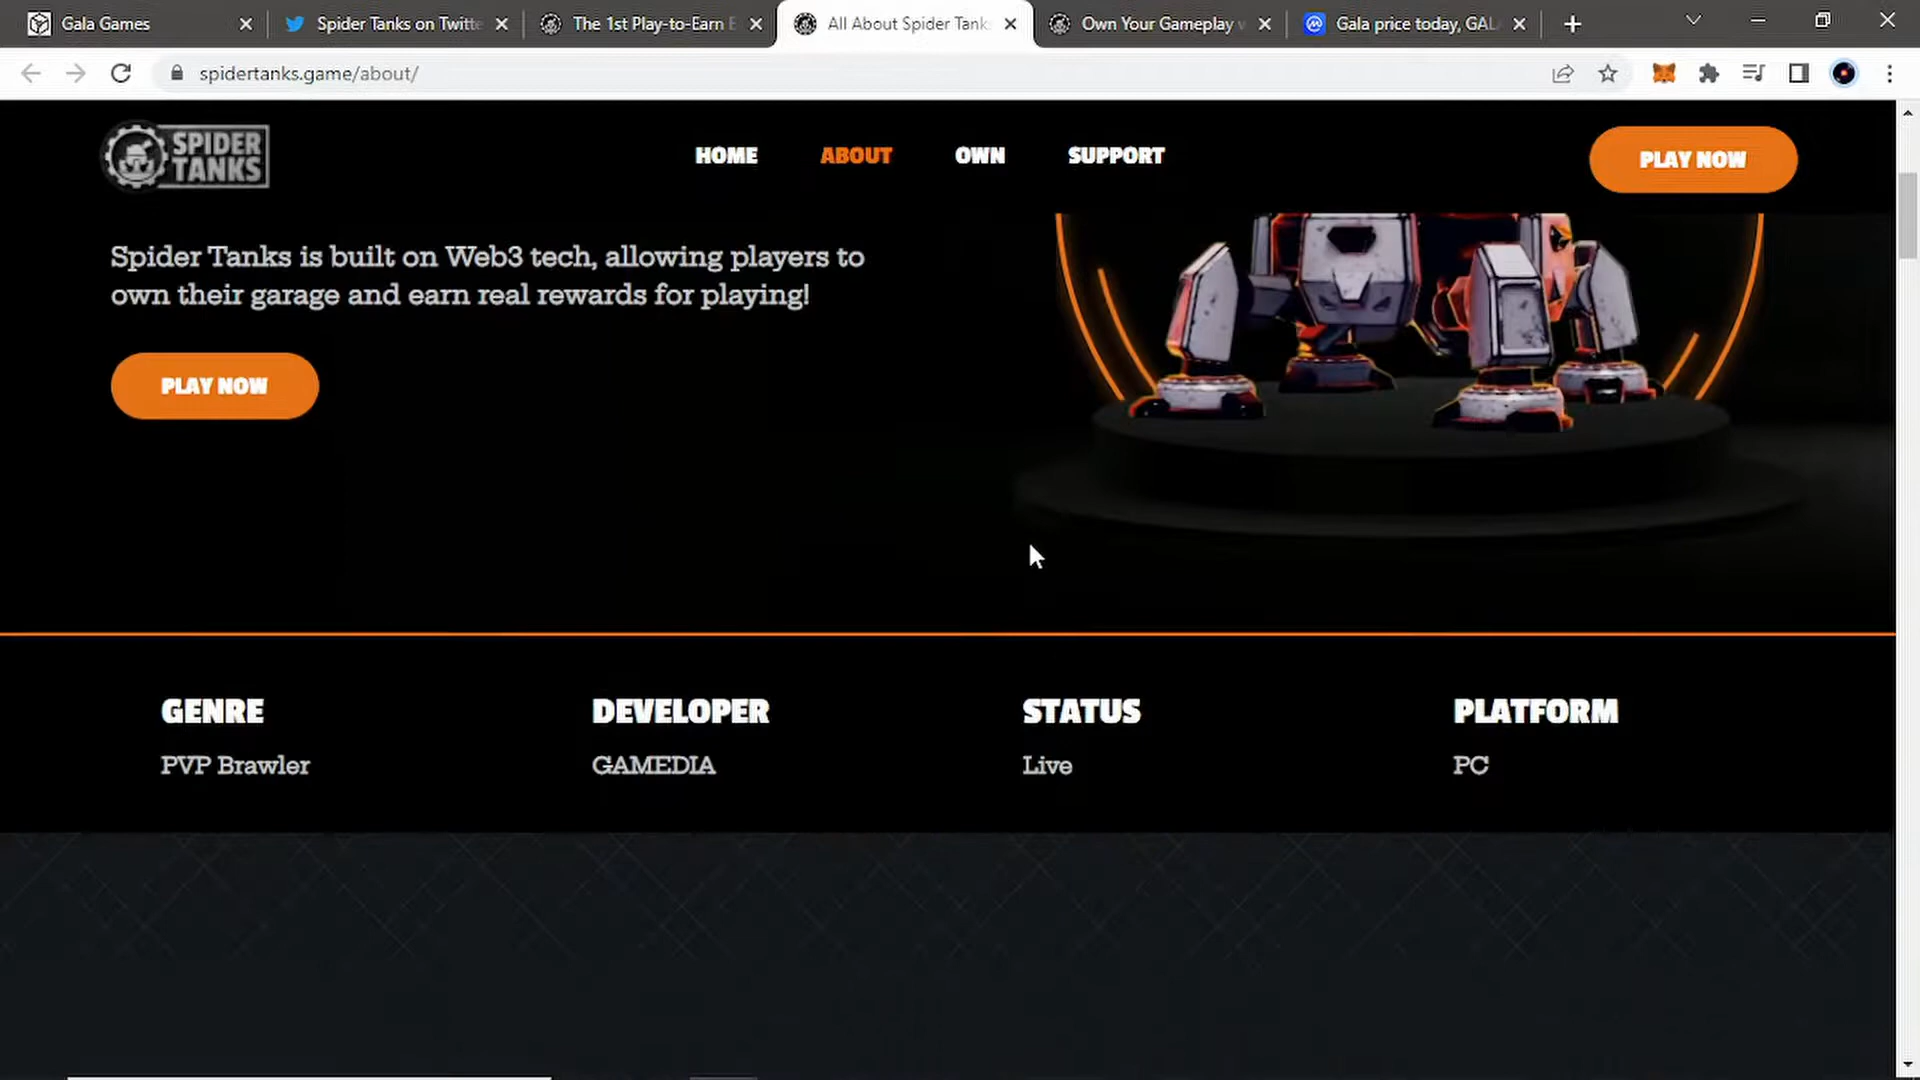 Gala Games
Spider Tanks on Twitte
The 1st Play-to-Earn
All About Spider Tank
Own Your Gameplay
Gala price today, GAL
spidertanks.game/about/
SPIDER
TANKS
HOME
ABOUT
OWN
SUPPORT
PLAY NOW
Spider Tanks is built on Web3 tech, allowing players to
own their garage and earn real rewards for playing!
PLAY NOW
GENRE
PVP Brawler
DEVELOPER
GAMEDIA
STATUS
Live
PLATFORM
PC